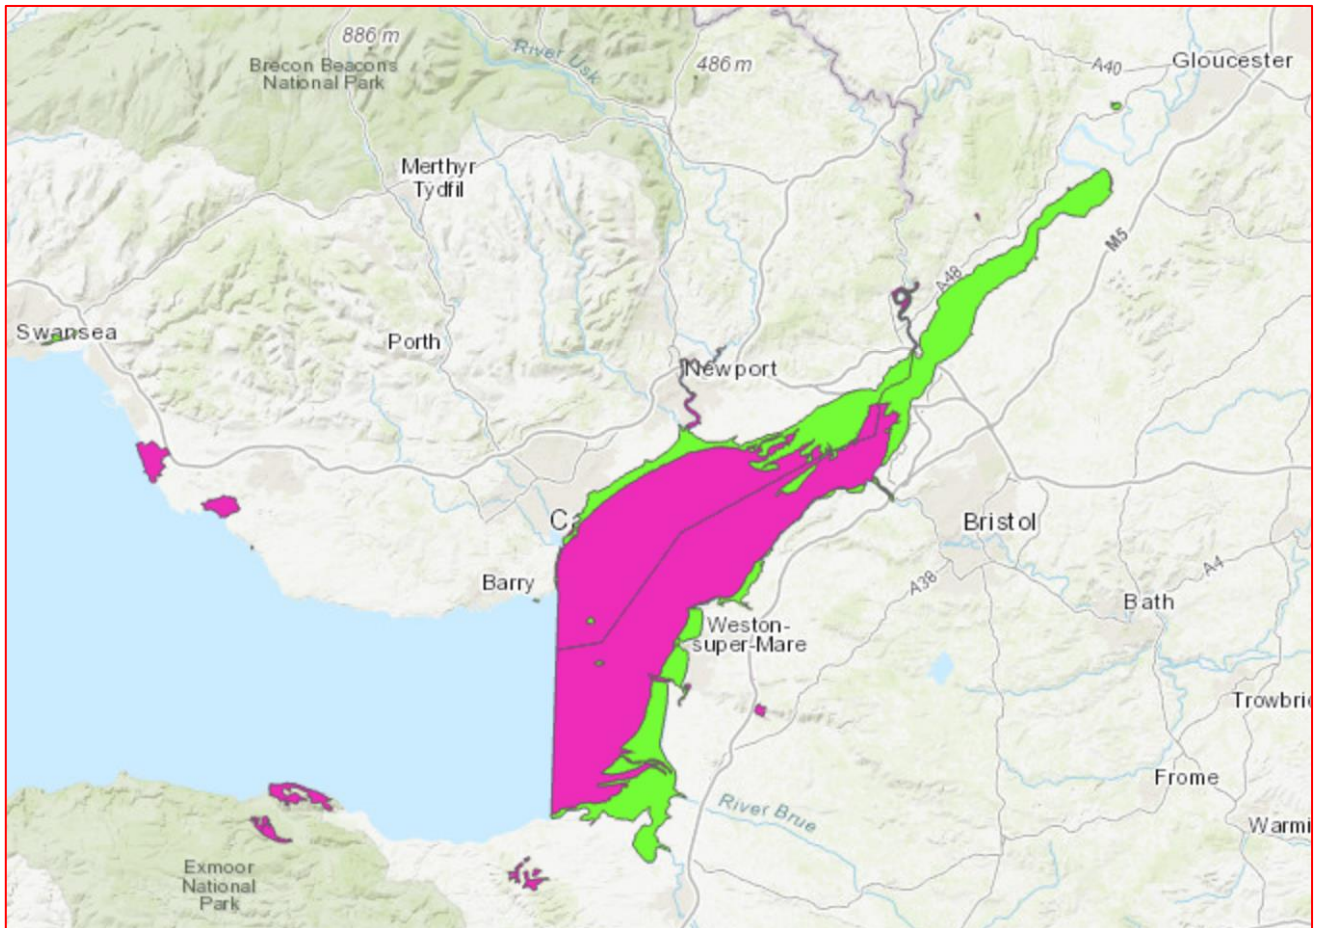 886 m
River Usk
486 m
A40
Gloucester
Brecon Beacons
National Park
Merthyr
Tydfil
M5
A48
Swansea
Porth
Newport
Ca
Bristol
Barry
A38
A4
Bath
Weston-
super-Mare
Trowbri
Frome
River Brue
Warmi
Exmoor
National
Park